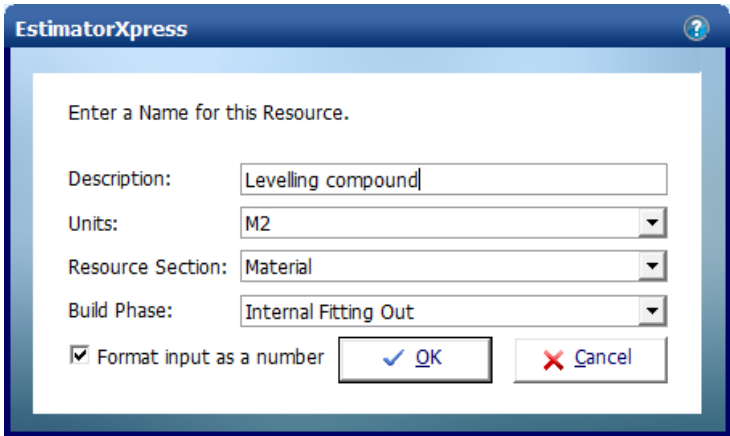 EstimatorXpress
?
Enter a Name for this Resource.
Description: Levelling compound
Units: M2
Resource Section: Material
Build Phase: Internal Fitting Out
Format input as a number OK Cancel